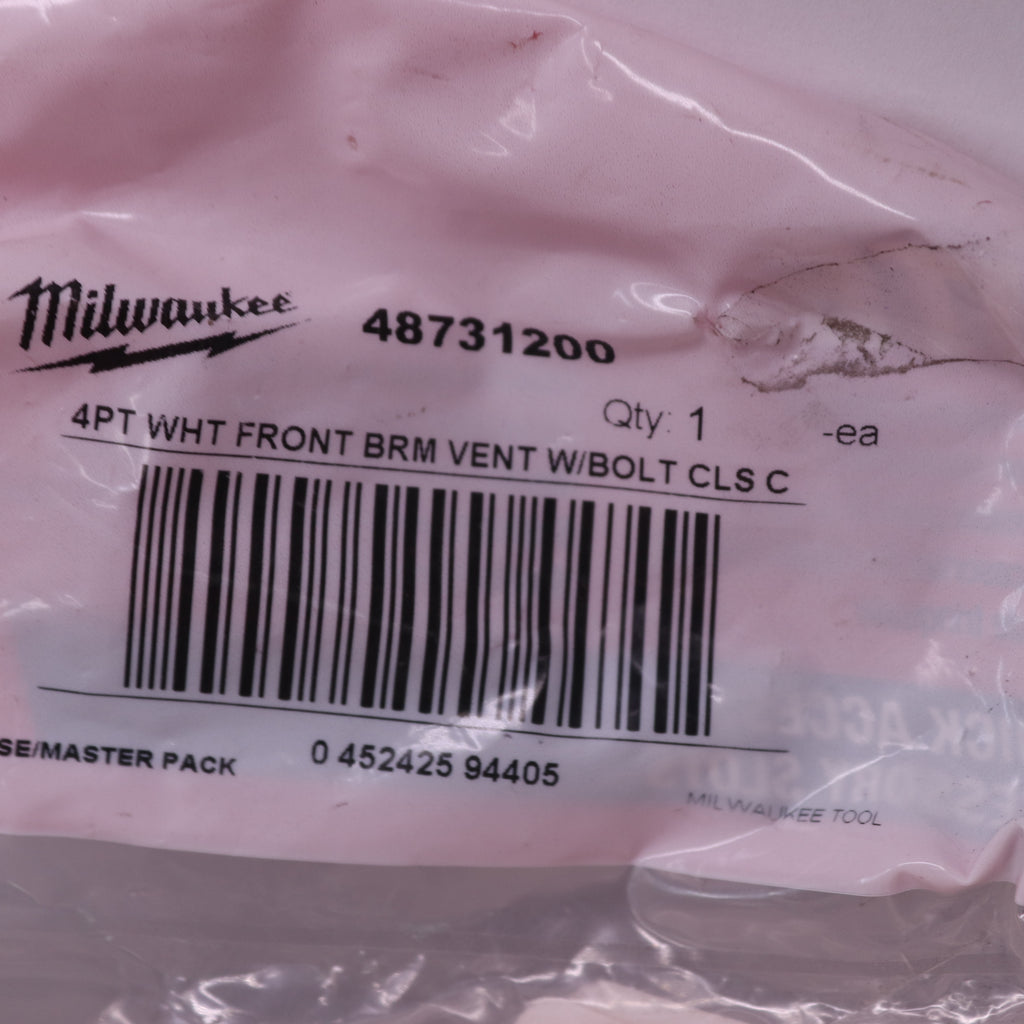 Milwaukee
48731200
Qty: 1 -ea
4PT WHT FRONT BRM VENT W/BOLT CLS C
SE/MASTER PACK 0 452425 94405
MILWAUKEE TOOL